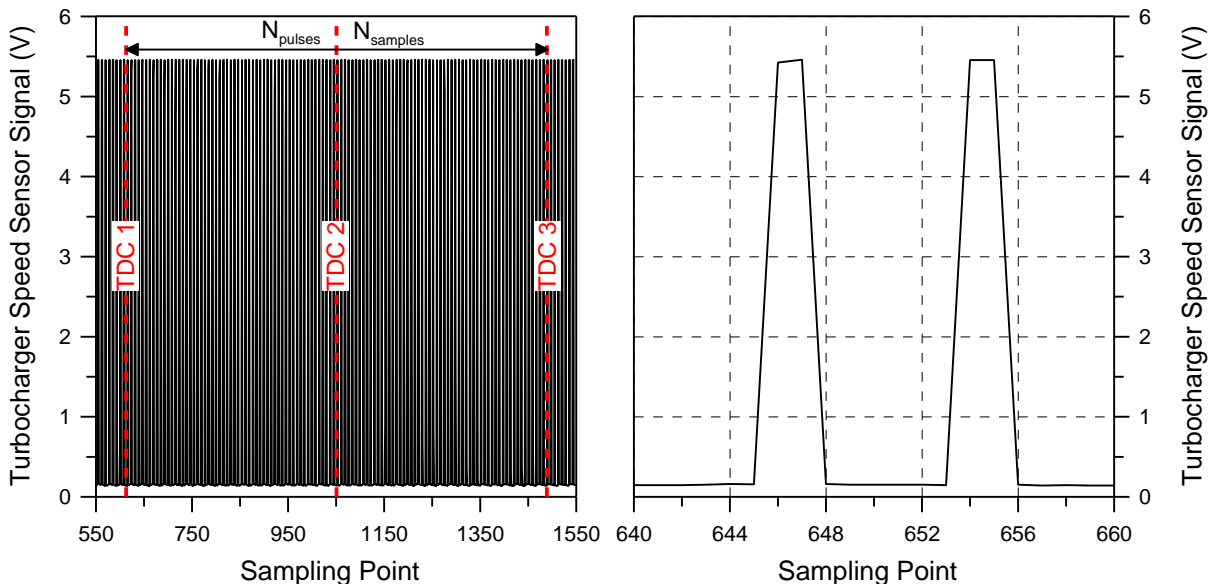 Turbocharger Speed Sensor Signal (V)
6
5
4
3
2
1
0
N_pulses N_samples
TDC 1
TDC 2
TDC 3
550 750 950 1150 1350 1550
Sampling Point
640 644 648 652 656 660
Sampling Point
6
5
4
3
2
1
0
Turbocharger Speed Sensor Signal (V)